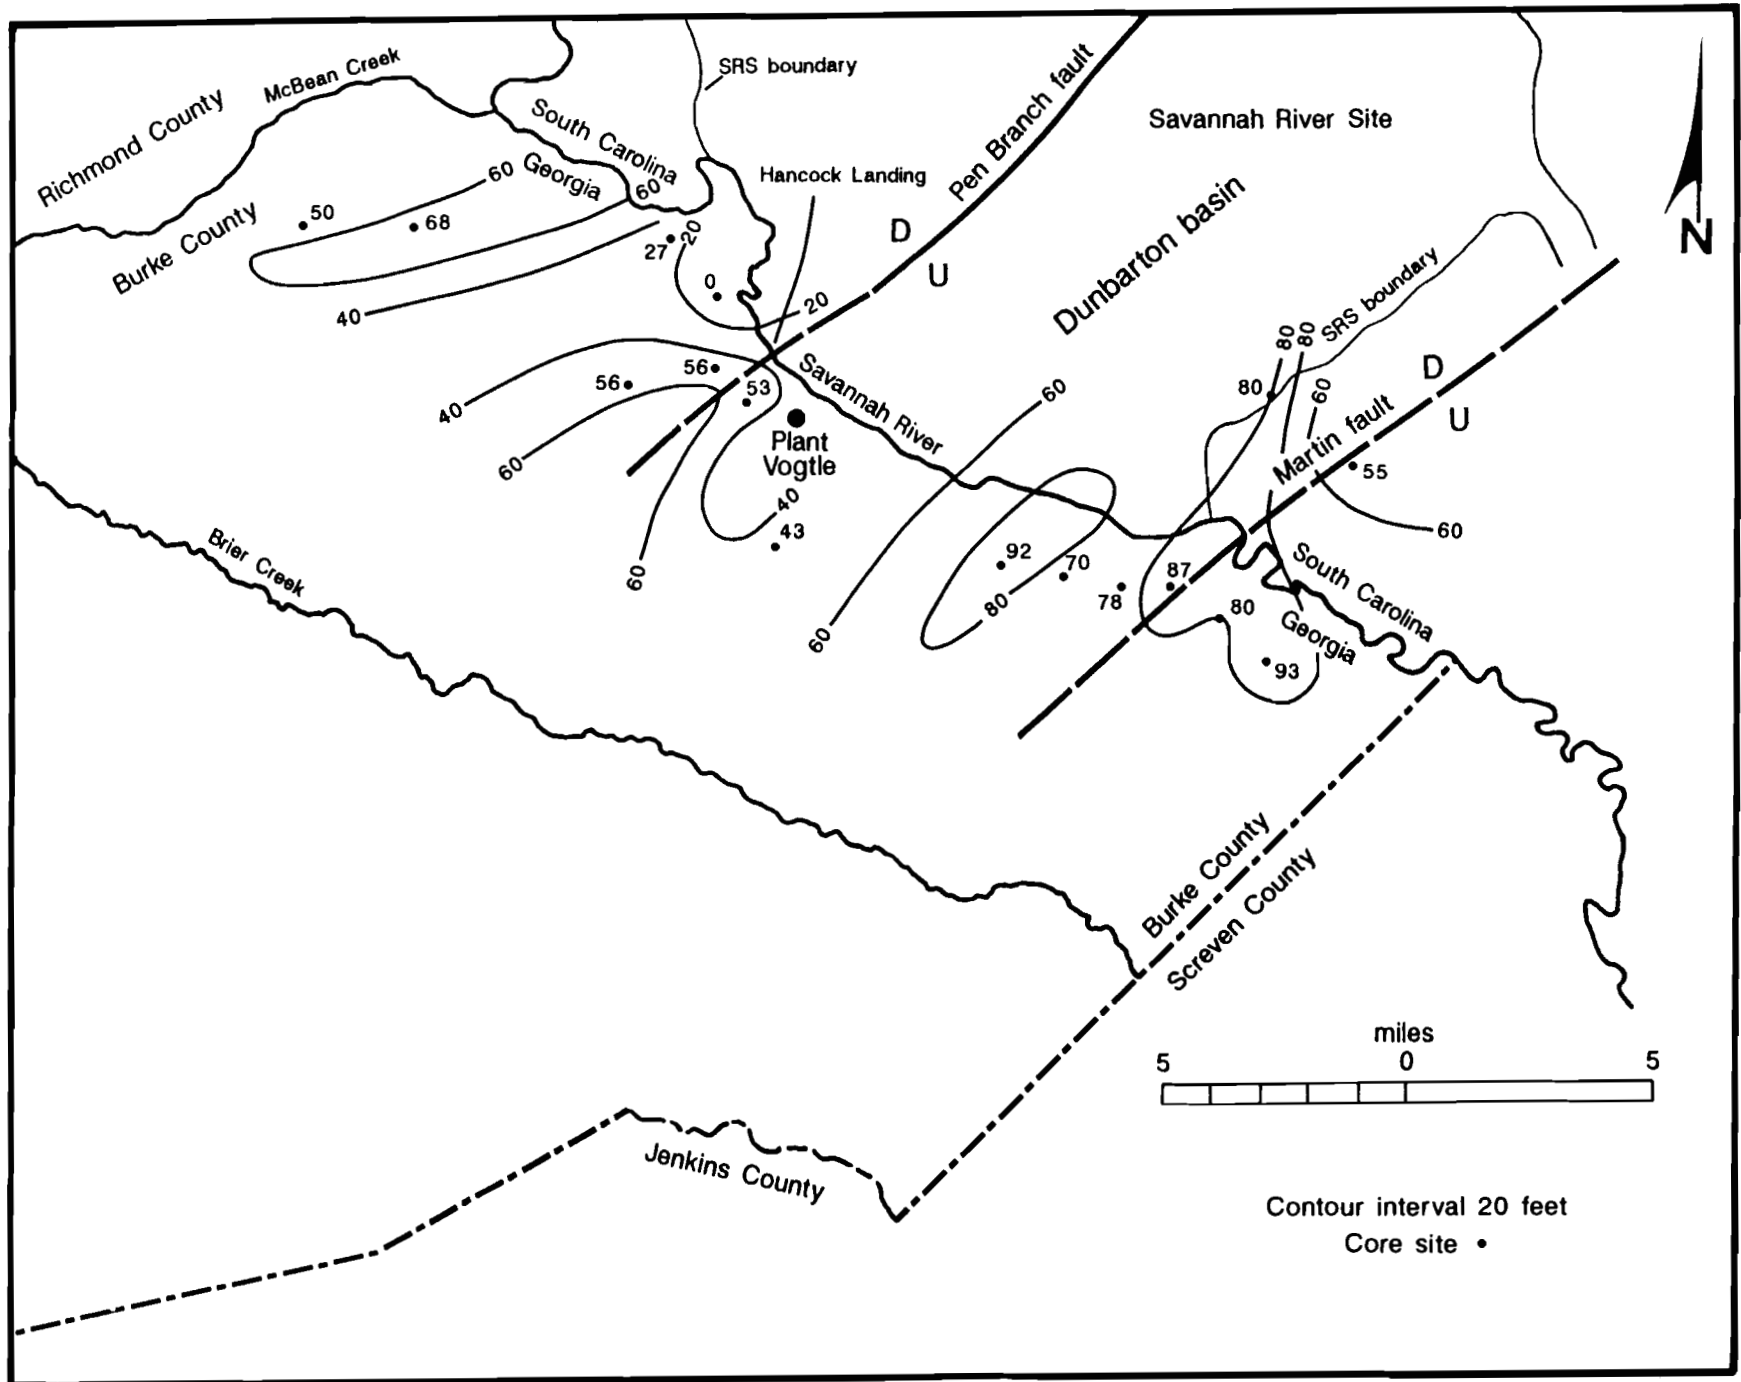 McBean Creek
SRS boundary
Richmond County
South Carolina
Georgia
Pen Branch fault
Savannah River Site
Hancock Landing
60
60
50
68
Burke County
27
20
0
D
U
Dunbarton basin
N
40
20
SRS boundary
80
80
56
56
53
40
60
80
60
D
U
Savannah River
Plant
Vogtle
Martin fault
55
60
40
43
60
60
Brier Creek
92
70
78
87
80
80
60
South Carolina
Georgia
93
Burke County
Screven County
miles
5 0 5
Jenkins County
Contour interval 20 feet
Core site •